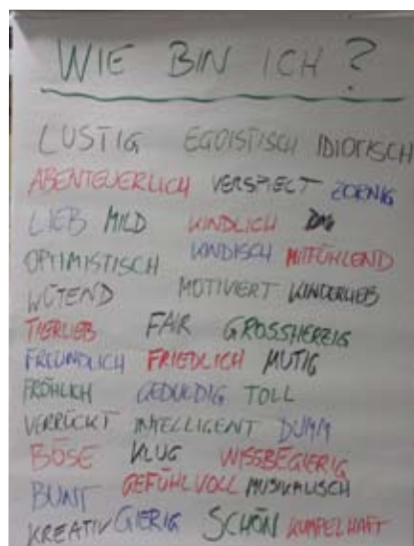 WIE BIN ICH?
LUSTIG EGOISTISCH IDIOTISCH
ABENTEUERLICH VERSPIELT ZORNIG
LIEB MILD KINDLICH
OPTIMISTISCH KINDISCH MITFÜHLEND
WÜTEND MOTIVIERT KINDERLIEB
TIERLIEB FAIR GROSSHERZIG
FREUNDLICH FRIEDLICH MUTIG
FRÖHLICH GEDULDIG TOLL
VERRÜCKT INTELLIGENT DUMM
BÖSE KLUG WISSBEGIERIG
BUNT GEFÜHLVOLL MUSIKALISCH
KREATIV GIERIG SCHÖN KUMPELHAFT